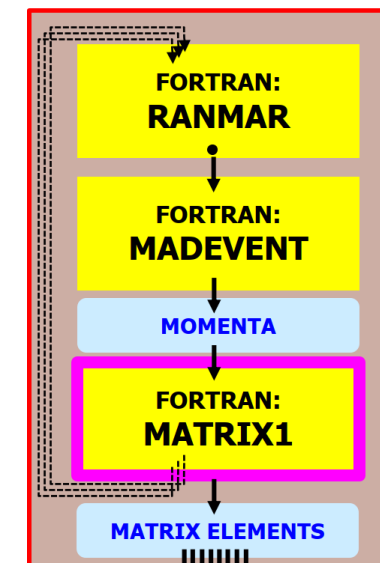 FORTRAN:
RANMAR
FORTRAN:
MADEVENT
MOMENTA
FORTRAN:
MATRIX1
MATRIX ELEMENTS